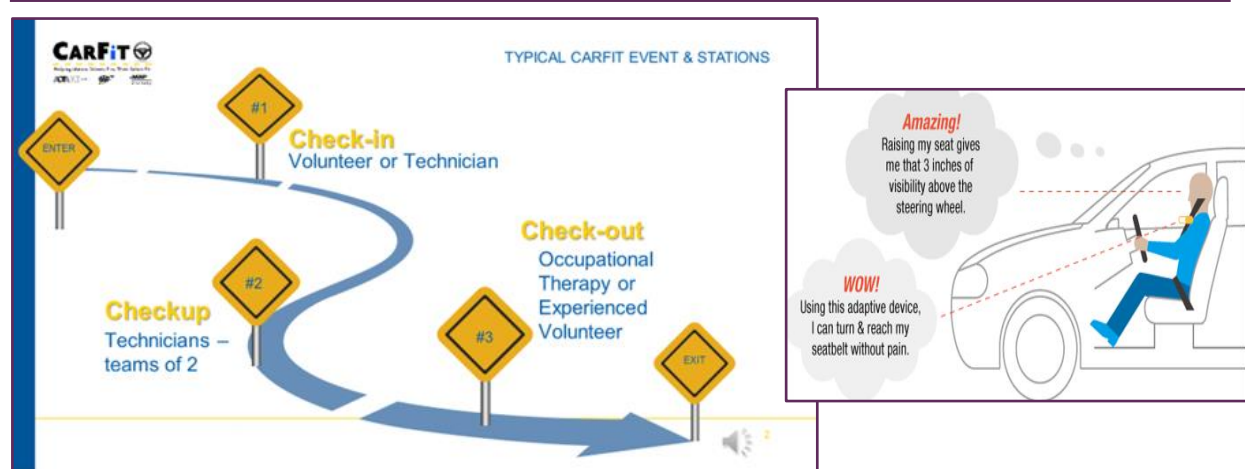 CARFiT
TYPICAL CARFIT EVENT & STATIONS
ENTER
#1
Check-in
Volunteer or Technician
#2
Checkup
Technicians –
teams of 2
Check-out
Occupational
Therapy or
Experienced
Volunteer
#3
EXIT
2
Amazing!
Raising my seat gives
me that 3 inches of
visibility above the
steering wheel.
WOW!
Using this adaptive device,
I can turn & reach my
seatbelt without pain.